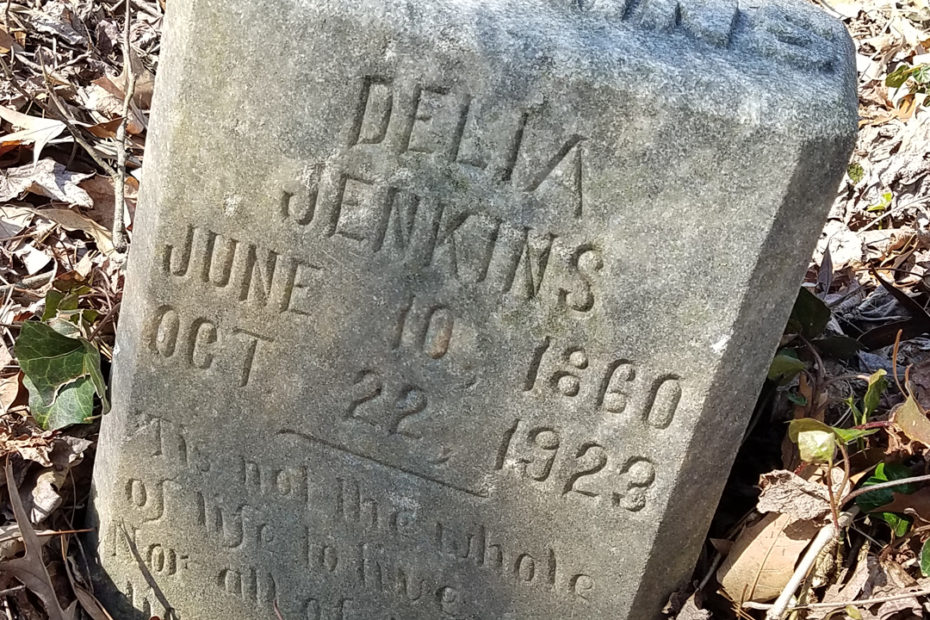 DELIA
JENKINS
JUNE 10, 1860
OCT 22, 1923
'Tis not the whole
of life to live
Nor all of